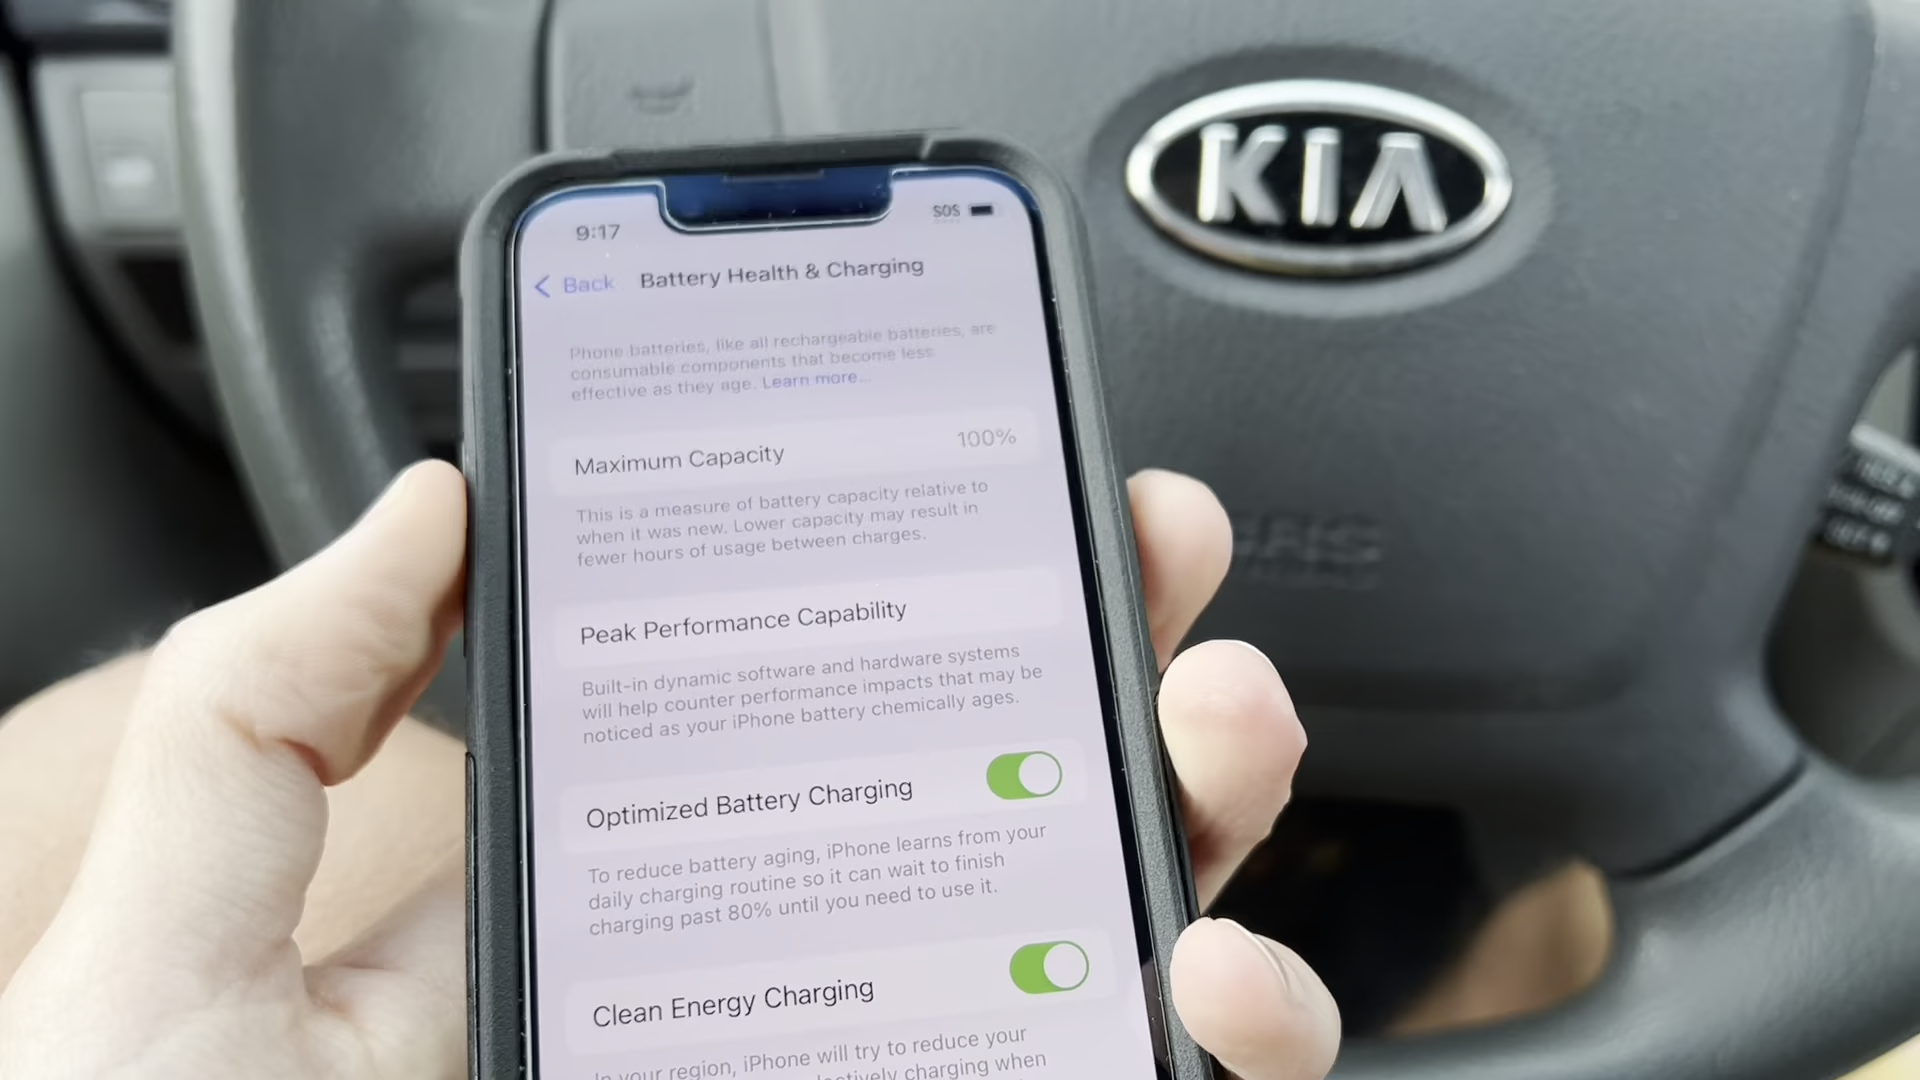 KIA
9:17
SOS
Back
Battery Health & Charging
Phone batteries, like all rechargeable batteries, are
consumable components that become less
effective as they age. Learn more...
Maximum Capacity
100%
This is a measure of battery capacity relative to
when it was new. Lower capacity may result in
fewer hours of usage between charges.
Peak Performance Capability
Built-in dynamic software and hardware systems
will help counter performance impacts that may be
noticed as your iPhone battery chemically ages.
Optimized Battery Charging
To reduce battery aging, iPhone learns from your
daily charging routine so it can wait to finish
charging past 80% until you need to use it.
Clean Energy Charging
In your region, iPhone will try to reduce your
charging when